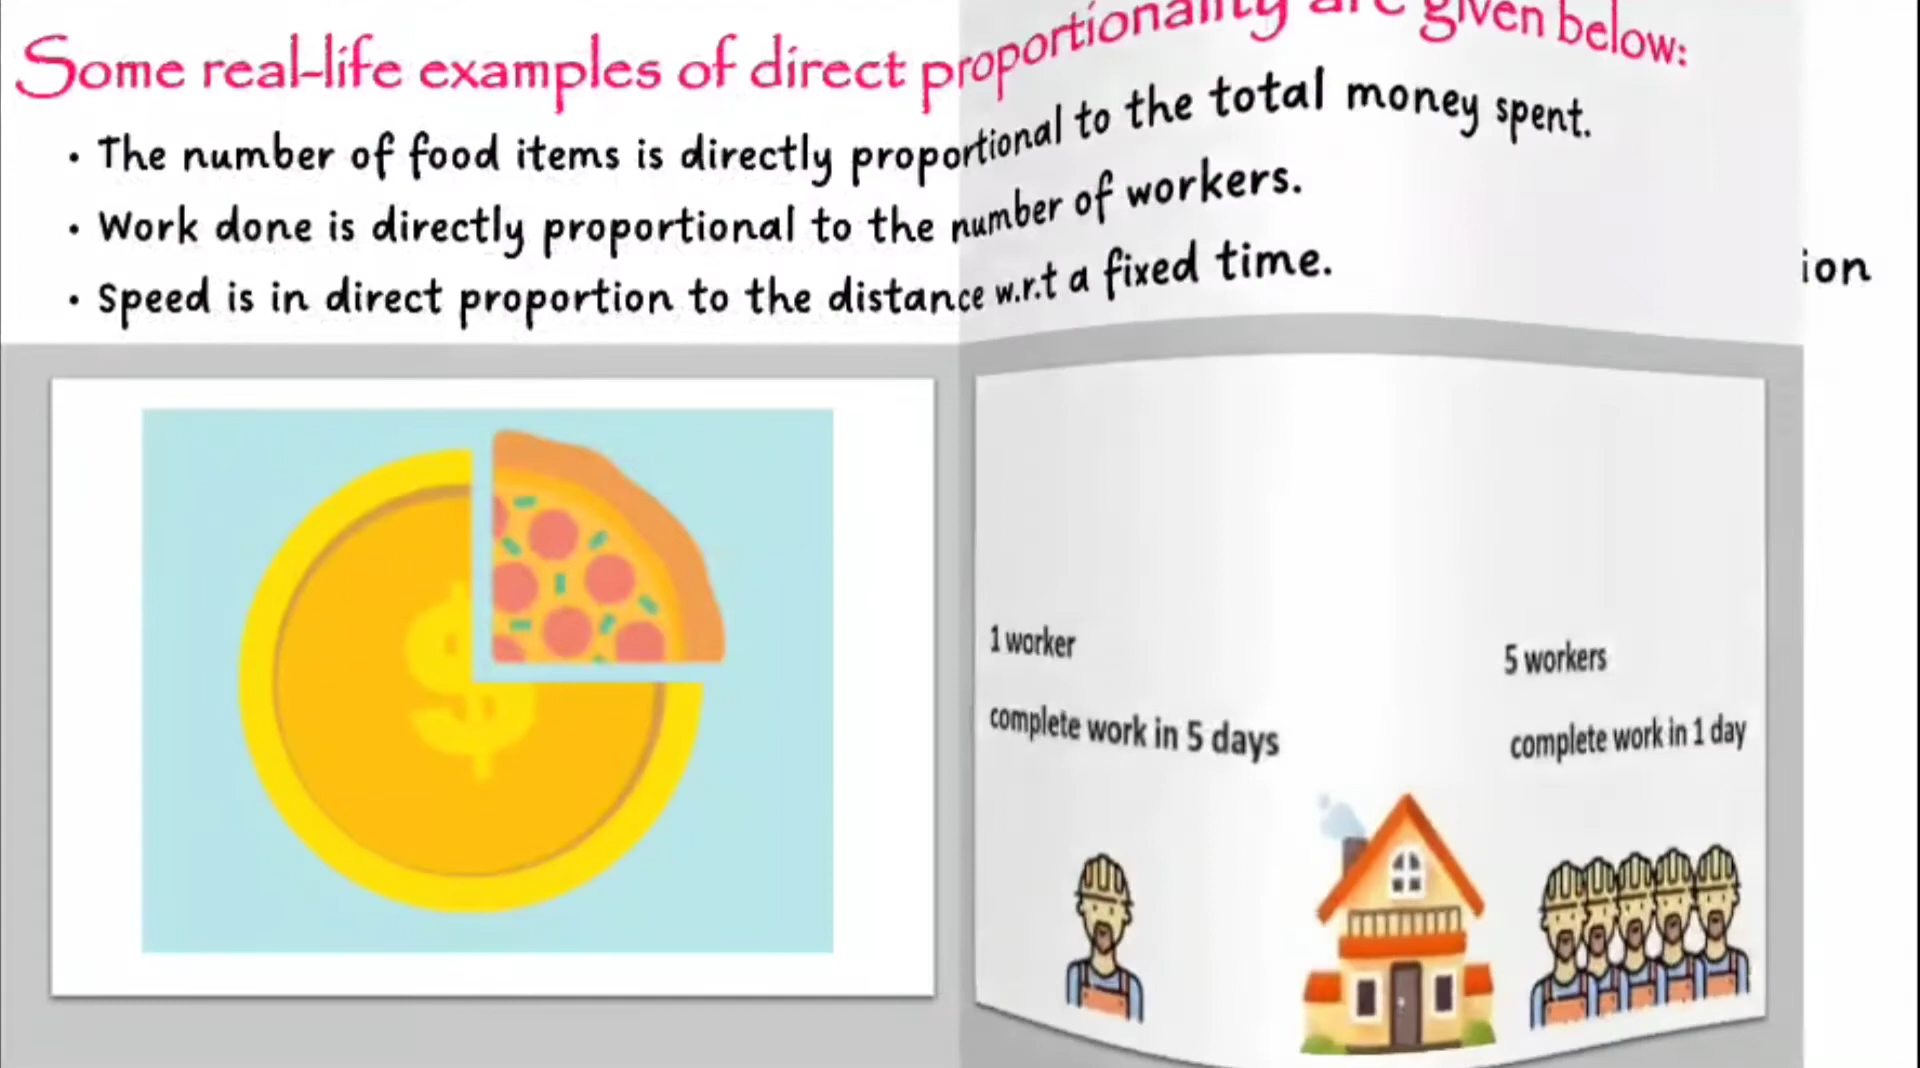 Some real-life examples of direct proportionality are given below:
• The number of food items is directly proportional to the total money spent.
• Work done is directly proportional to the number of workers.
• Speed is in direct proportion to the distance w.r.t a fixed time.
ion
$
1 worker
complete work in 5 days
5 workers
complete work in 1 day